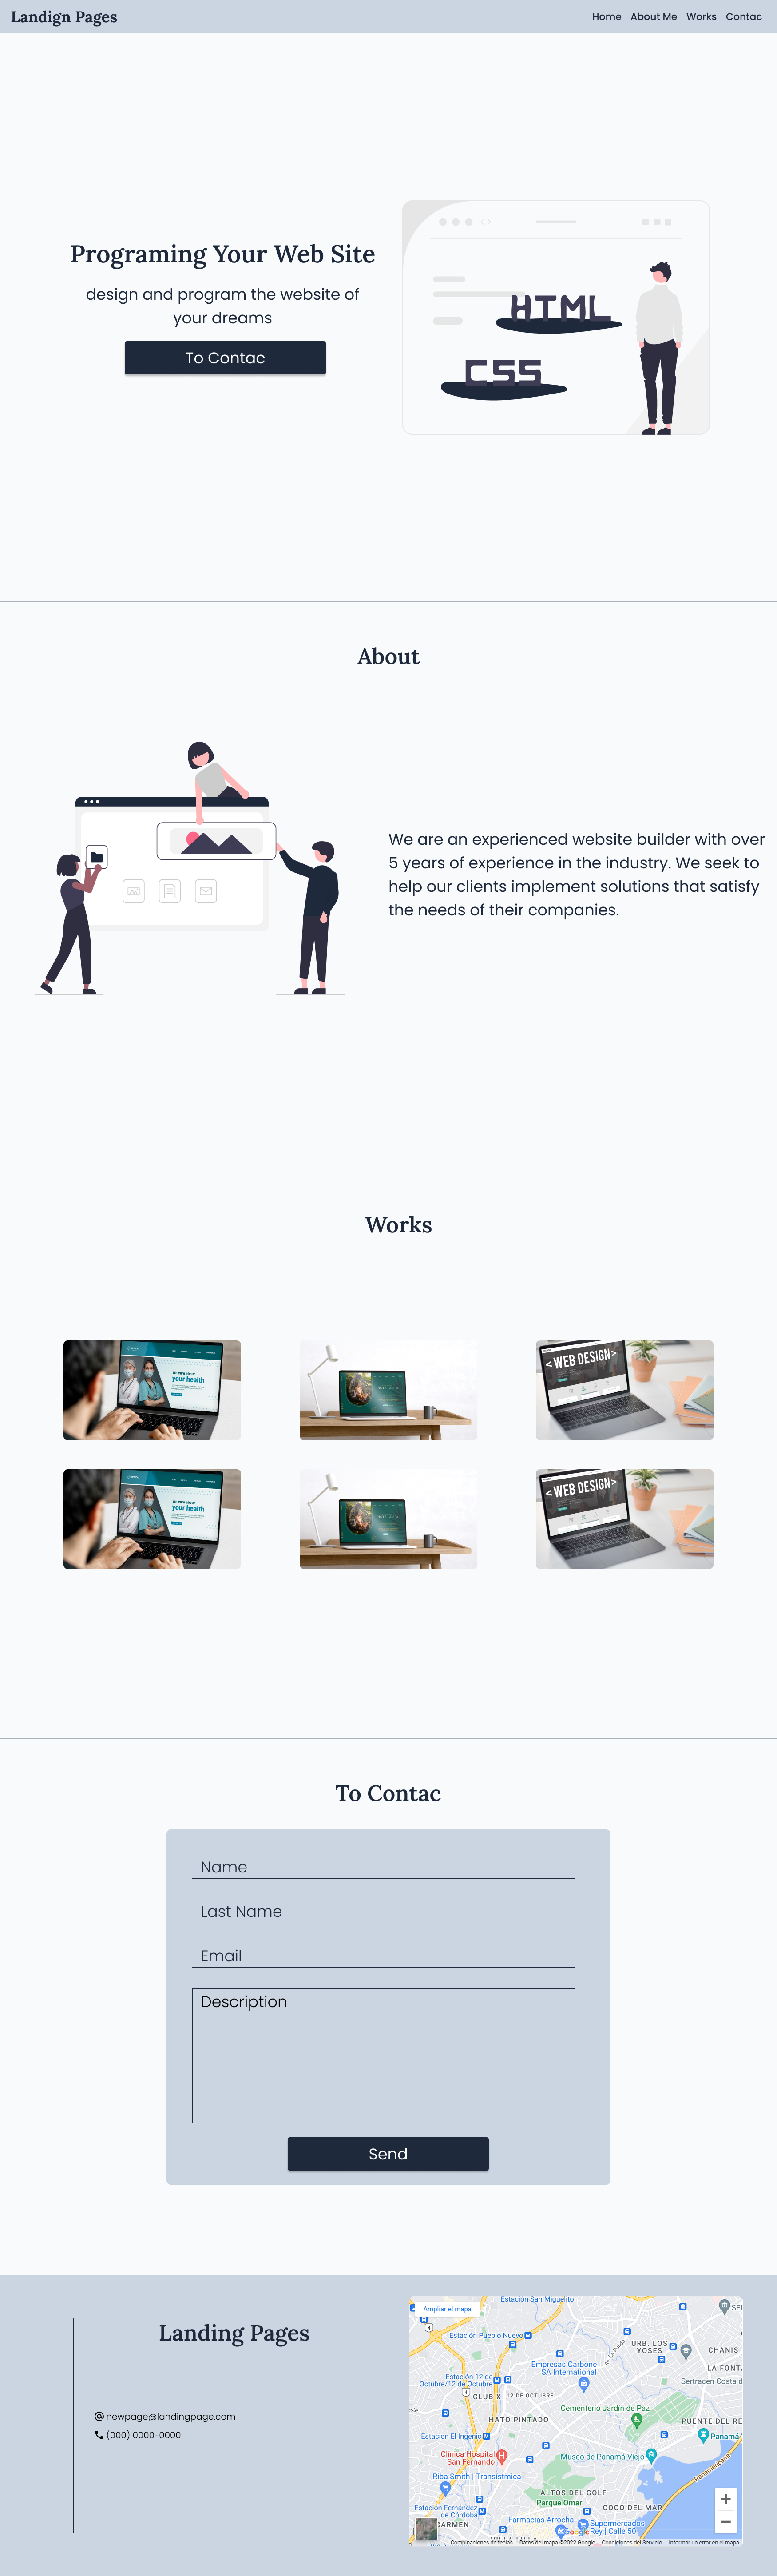 Landign Pages
Home About Me Works Contac
Programing Your Web Site
design and program the website of
your dreams
To Contac
HTML
CSS
About
We are an experienced website builder with over
5 years of experience in the industry. We seek to
help our clients implement solutions that satisfy
the needs of their companies.
Works
We care about
your health
<WEB DESIGN>
We care about
your health
<WEB DESIGN>
To Contac
Name
Last Name
Email
Description
Send
Landing Pages
newpage@landingpage.com
(000) 0000-0000
Estación San Miguelito
Ampliar el mapa
SEI
4
Estación Pueblo Nuevo
URB. LOS
YOSES
CHANIS
Empresas Carbone
SA International
LA FONT
Estación 12 de
Octubre/12 de Octubre
Sertracen Costa d
4
CLUB X
12 DE OCTUBRE
Cementerio Jardín de Paz
HATO PINTADO
PUENTE DEL RE
Estacion El Ingenio
Panamá
Clínica Hospital
San Fernando
Museo de Panamá Viejo
Panamericana
Riba Smith | Transístmica
ALTOS DEL GOLF
Parque Omar
Estación Fernández
de Córdoba
COCO DEL MAR
Farmacias Arrocha
Supermercados
Rey | Calle 50
CARMEN
Google
Combinaciones de teclas Datos del mapa ©2022 Google Condiciones del Servicio Informar un error en el mapa